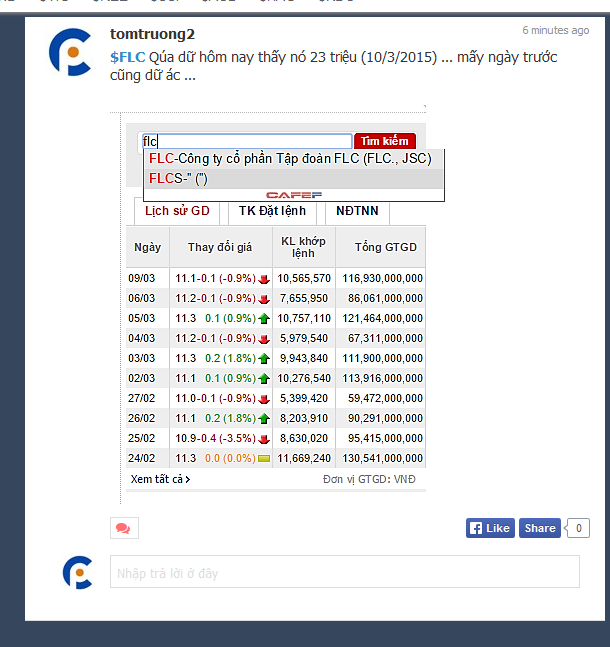 tomtruong2
6 minutes ago
$FLC Qúa dữ hôm nay thấy nó 23 triệu (10/3/2015) ... mấy ngày trước
cũng dữ ác ...
flc
Tìm kiếm
FLC-Công ty cổ phần Tập đoàn FLC (FLC., JSC)
FLCS-" (")
CAFEF
Lịch sử GD TK Đặt lệnh NĐTNN
Ngày Thay đổi giá KL khớp lệnh Tổng GTGD
09/03 11.1 -0.1 (-0.9%) 10,565,570 116,930,000,000
06/03 11.2 -0.1 (-0.9%) 7,655,950 86,061,000,000
05/03 11.3 0.1 (0.9%) 10,757,110 121,464,000,000
04/03 11.2 -0.1 (-0.9%) 5,979,540 67,311,000,000
03/03 11.3 0.2 (1.8%) 9,943,840 111,900,000,000
02/03 11.1 0.1 (0.9%) 10,276,540 113,916,000,000
27/02 11.0 -0.1 (-0.9%) 5,399,420 59,472,000,000
26/02 11.1 0.2 (1.8%) 8,203,910 90,291,000,000
25/02 10.9 -0.4 (-3.5%) 8,630,020 95,415,000,000
24/02 11.3 0.0 (0.0%) 11,669,240 130,541,000,000
Xem tất cả
Đơn vị GTGD: VNĐ
Like Share 0
Nhập trả lời ở đây